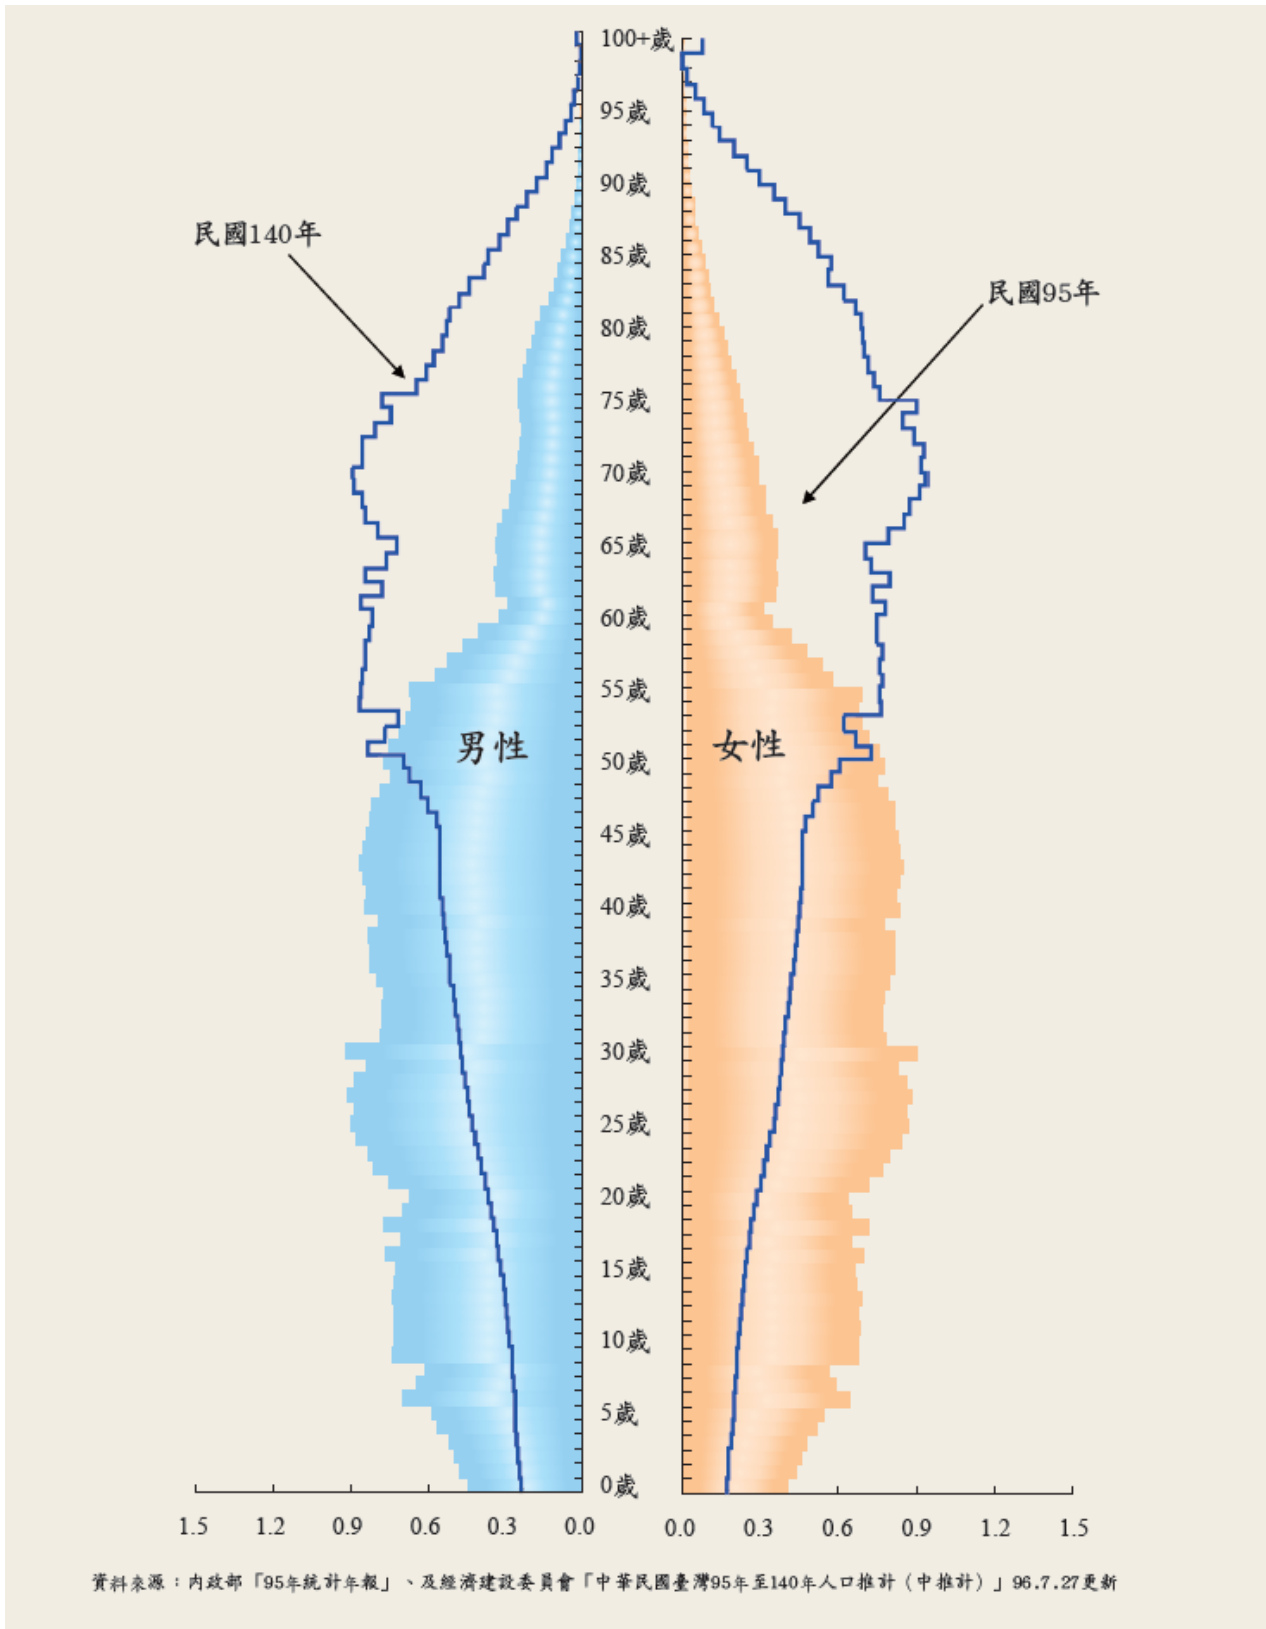 100+歲
95歲
90歲
民國140年
85歲
民國95年
80歲
75歲
70歲
65歲
60歲
55歲
男性 女性
50歲
45歲
40歲
35歲
30歲
25歲
20歲
15歲
10歲
5歲
0歲
1.5 1.2 0.9 0.6 0.3 0.0 0.0 0.3 0.6 0.9 1.2 1.5
資料來源：內政部「95年統計年報」、及經濟建設委員會「中華民國臺灣95年至140年人口推計（中推計）」96.7.27更新